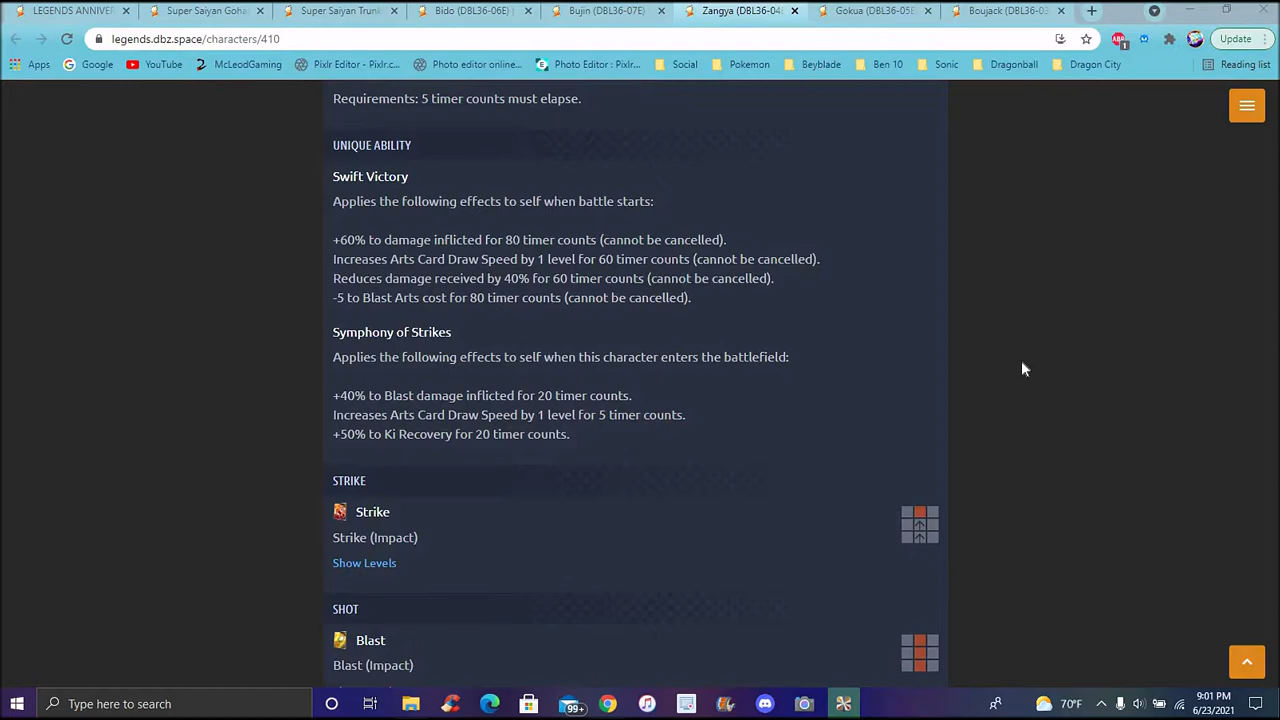 LEGENDS ANNIVER
Super Saiyan Goha
Super Saiyan Trunk
Bido (DBL36-06E)
Bujin (DBL36-07E)
Zangya (DBL36-04E
Gokua (DBL36-05E
Boujack (DBL36-03
legends.dbz.space/characters/410
Update
Apps
Google
YouTube
McLeodGaming
Pixlr Editor - Pixlr.c...
Photo editor online...
Photo Editor : Pixlr...
Social
Pokemon
Beyblade
Ben 10
Sonic
Dragonball
Dragon City
Reading list
Requirements: 5 timer counts must elapse.
UNIQUE ABILITY
Swift Victory
Applies the following effects to self when battle starts:
+60% to damage inflicted for 80 timer counts (cannot be cancelled).
Increases Arts Card Draw Speed by 1 level for 60 timer counts (cannot be cancelled).
Reduces damage received by 40% for 60 timer counts (cannot be cancelled).
-5 to Blast Arts cost for 80 timer counts (cannot be cancelled).
Symphony of Strikes
Applies the following effects to self when this character enters the battlefield:
+40% to Blast damage inflicted for 20 timer counts.
Increases Arts Card Draw Speed by 1 level for 5 timer counts.
+50% to Ki Recovery for 20 timer counts.
STRIKE
Strike
Strike (Impact)
Show Levels
SHOT
Blast
Blast (Impact)
Type here to search
99+
70°F
9:01 PM
6/23/2021